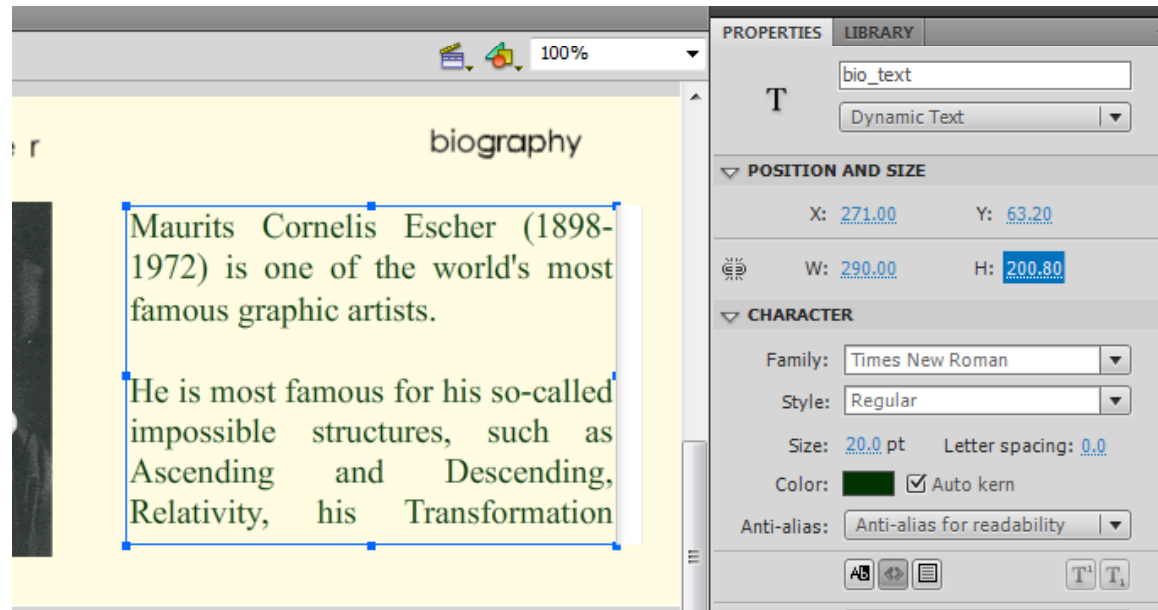 PROPERTIES LIBRARY
100%
bio_text
T
Dynamic Text
r
biography
POSITION AND SIZE
X: 271.00 Y: 63.20
W: 290.00 H: 200.80
CHARACTER
Family: Times New Roman
Style: Regular
Size: 20.0 pt Letter spacing: 0.0
Color: Auto kern
Anti-alias: Anti-alias for readability
AB <> T¹ T₁
Maurits Cornelis Escher (1898-
1972) is one of the world's most
famous graphic artists.
He is most famous for his so-called
impossible structures, such as
Ascending and Descending,
Relativity, his Transformation